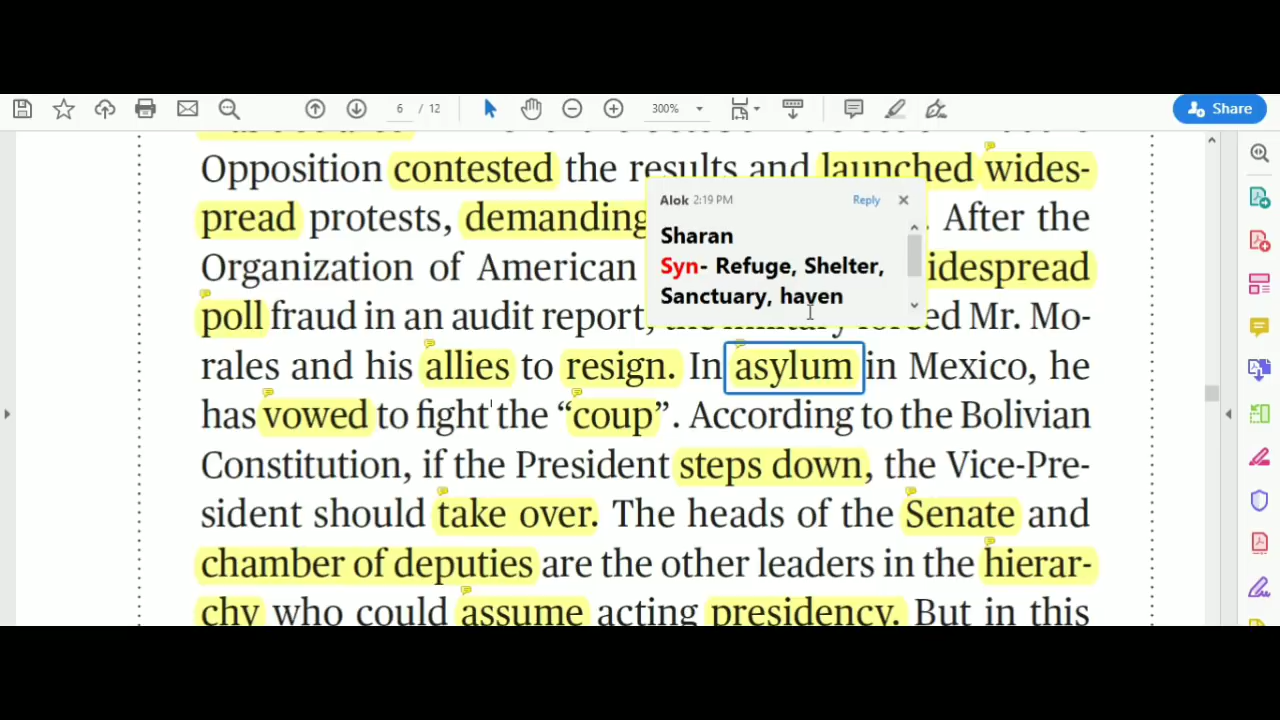 6 / 12
300%
Share
Opposition contested the results and launched wides-
pread protests, demanding . After the
Organization of American idespread
poll fraud in an audit report, the military forced Mr. Mo-
rales and his allies to resign. In asylum in Mexico, he
has vowed to fight the “coup”. According to the Bolivian
Constitution, if the President steps down, the Vice-Pre-
sident should take over. The heads of the Senate and
chamber of deputies are the other leaders in the hierar-
chy who could assume acting presidency. But in this
Alok 2:19 PM Reply
Sharan
Syn- Refuge, Shelter,
Sanctuary, haven